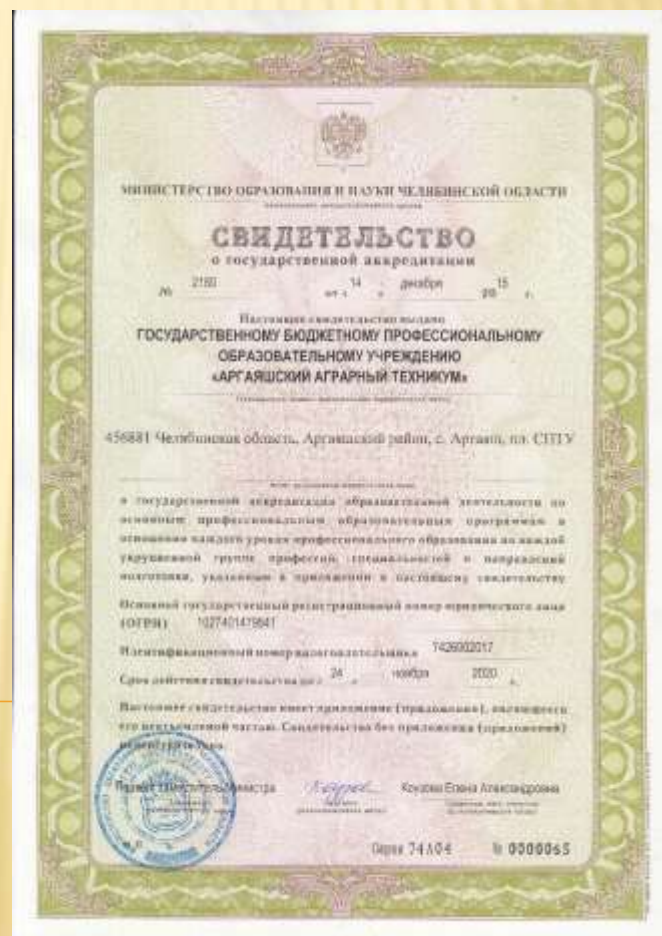 МИНИСТЕРСТВО ОБРАЗОВАНИЯ И НАУКИ ЧЕЛЯБИНСКОЙ ОБЛАСТИ
СВИДЕТЕЛЬСТВО
о государственной аккредитации
№ 2180 от « 14 » декабря 20 15 г.
Настоящее свидетельство выдано
ГОСУДАРСТВЕННОМУ БЮДЖЕТНОМУ ПРОФЕССИОНАЛЬНОМУ
ОБРАЗОВАТЕЛЬНОМУ УЧРЕЖДЕНИЮ
«АРГАЯШСКИЙ АГРАРНЫЙ ТЕХНИКУМ»
456881 Челябинская область, Аргаяшский район, с. Аргаяш, пл. СПТУ
о государственной аккредитации образовательной деятельности по
основным профессиональным образовательным программам в
отношении каждого уровня профессионального образования по каждой
укрупненной группе профессий, специальностей и направлений
подготовки, указанным в приложении к настоящему свидетельству
Основной государственный регистрационный номер юридического лица
(ОГРН)
Идентификационный номер налогоплательщика 7426002017
Срок действия свидетельства до « 24 » ноября 2020 г.
Настоящее свидетельство имеет приложение (приложения), являющееся
его неотъемлемой частью. Свидетельство без приложения (приложений)
недействительно.
Первый заместитель Министра Коузова Елена Александровна
Серия 74А04 № 0000065